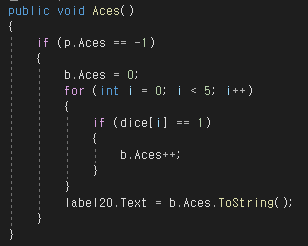 public void Aces()
{
    if (p.Aces == -1)
    {
        b.Aces = 0;
        for (int i = 0; i < 5; i++)
        {
            if (dice[i] == 1)
            {
                b.Aces++;
            }
        }
        label20.Text = b.Aces.ToString();
    }
}